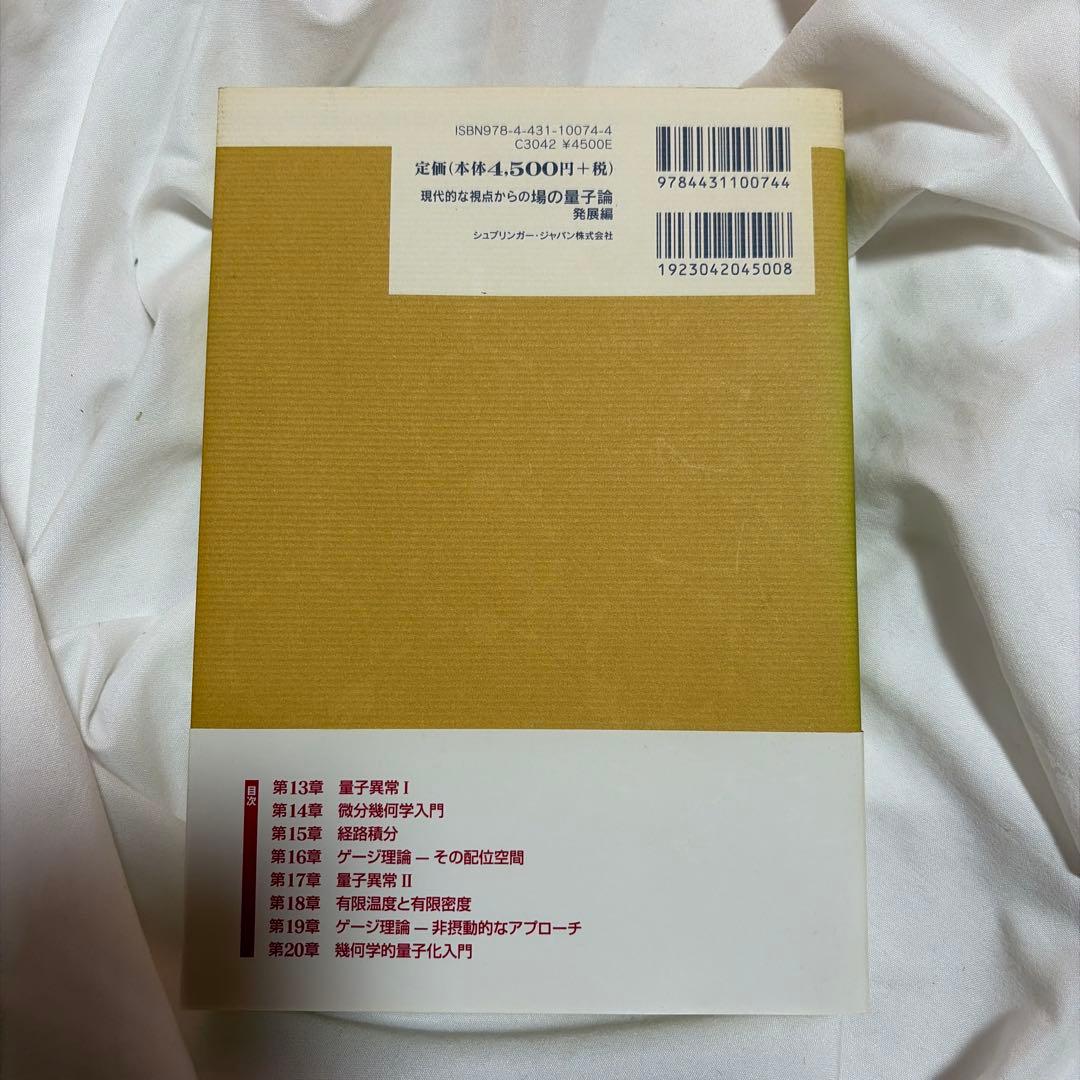 ISBN978-4-431-10074-4
C3042 ¥4500E
定価(本体4,500円+税)
現代的な視点からの場の量子論
発展編
シュプリンガー・ジャパン株式会社
9784431100744
1923042045008
目次
第13章 量子異常 I
第14章 微分幾何学入門
第15章 経路積分
第16章 ゲージ理論 — その配位空間
第17章 量子異常 II
第18章 有限温度と有限密度
第19章 ゲージ理論 — 非摂動的なアプローチ
第20章 幾何学的量子化入門